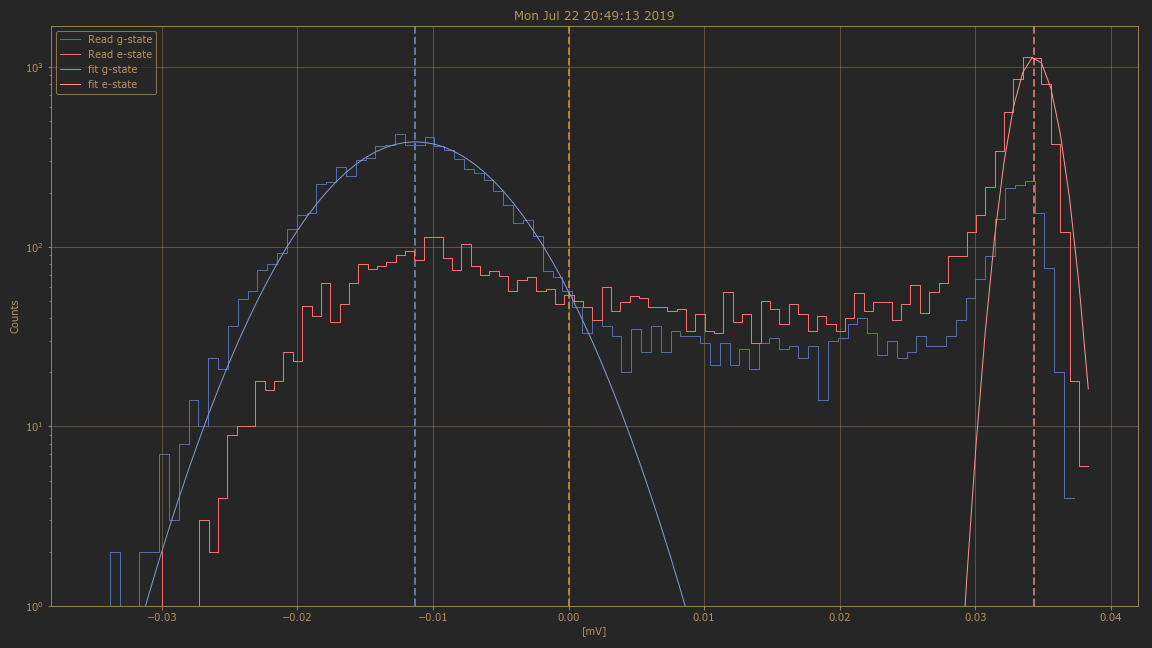 Mon Jul 22 20:49:13 2019
Read g-state
Read e-state
fit g-state
fit e-state
Counts
10³
10²
10¹
10⁰
−0.03 −0.02 −0.01 0.00 0.01 0.02 0.03 0.04
[mV]